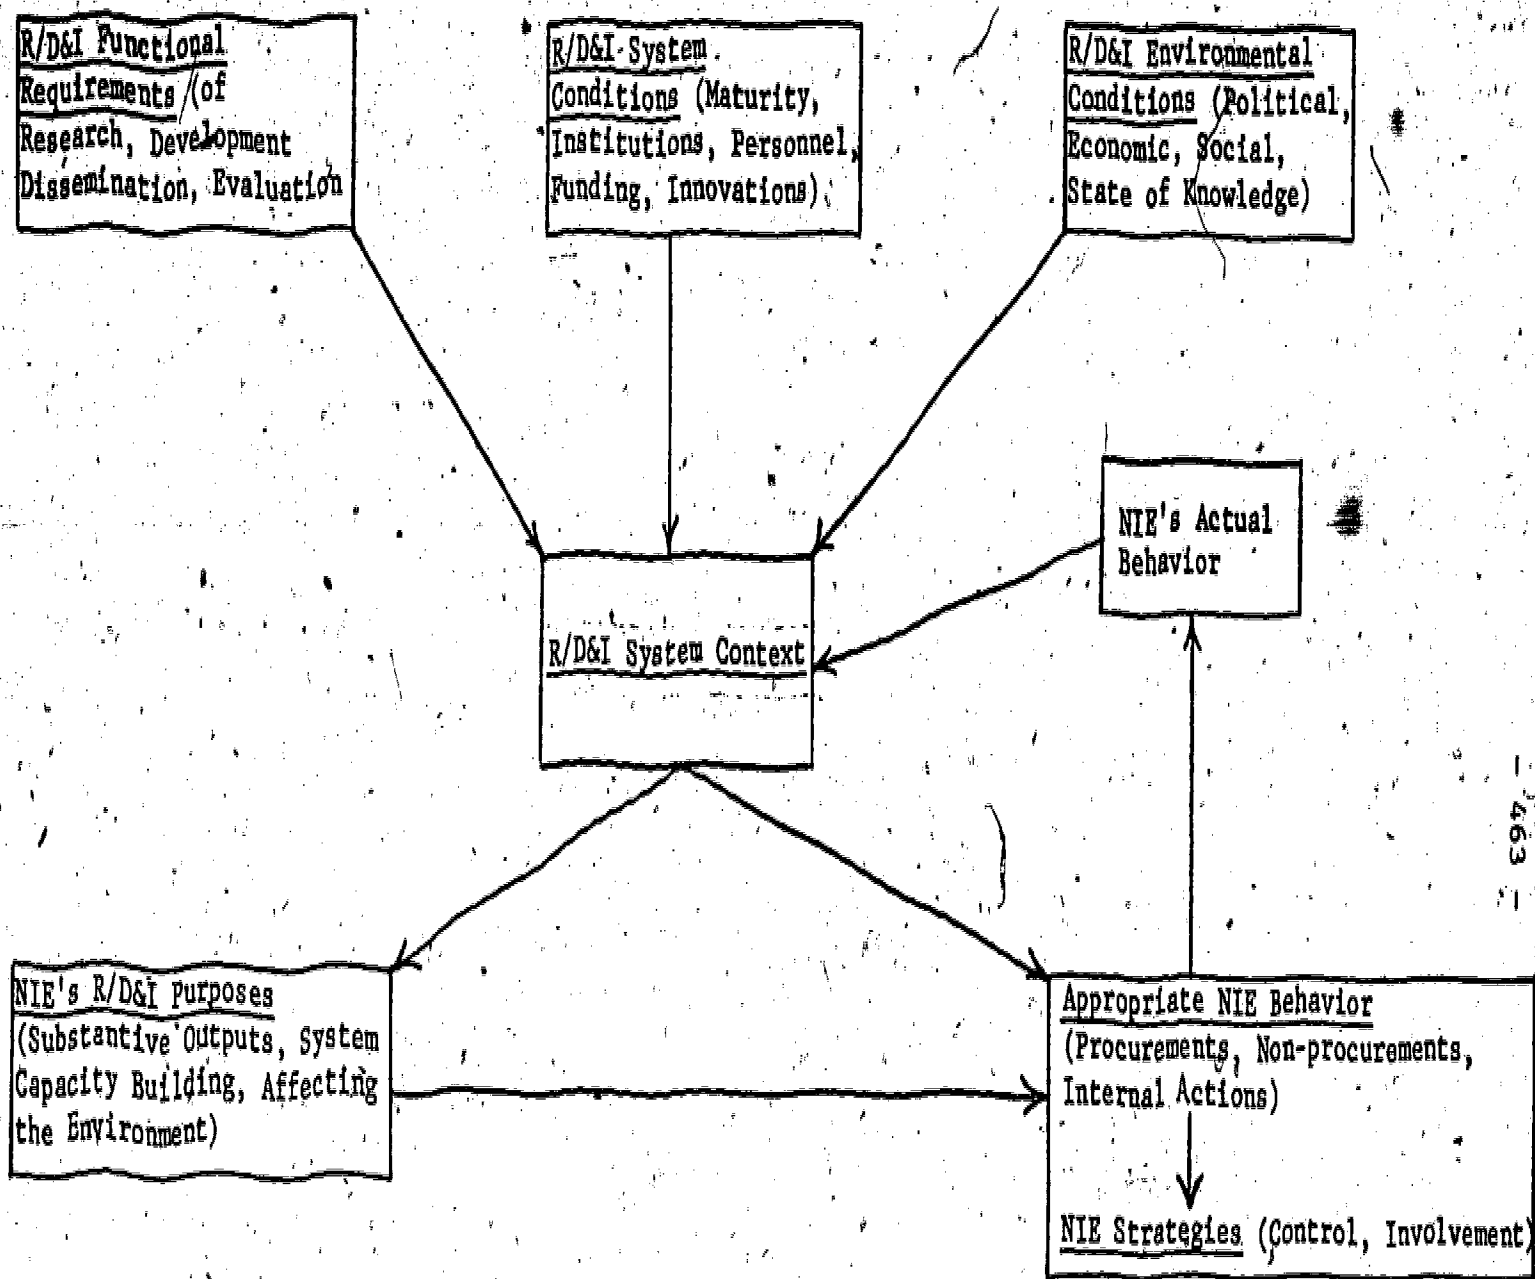 R/D&I Functional
Requirements (of
Research, Development
Dissemination, Evaluation
R/D&I System
Conditions (Maturity,
Institutions, Personnel,
Funding, Innovations)
R/D&I Environmental
Conditions (Political,
Economic, Social,
State of Knowledge)
NIE's Actual
Behavior
R/D&I System Context
- 463 -
NIE's R/D&I Purposes
(Substantive Outputs, System
Capacity Building, Affecting
the Environment)
Appropriate NIE Behavior
(Procurements, Non-procurements,
Internal Actions)
NIE Strategies (Control, Involvement)